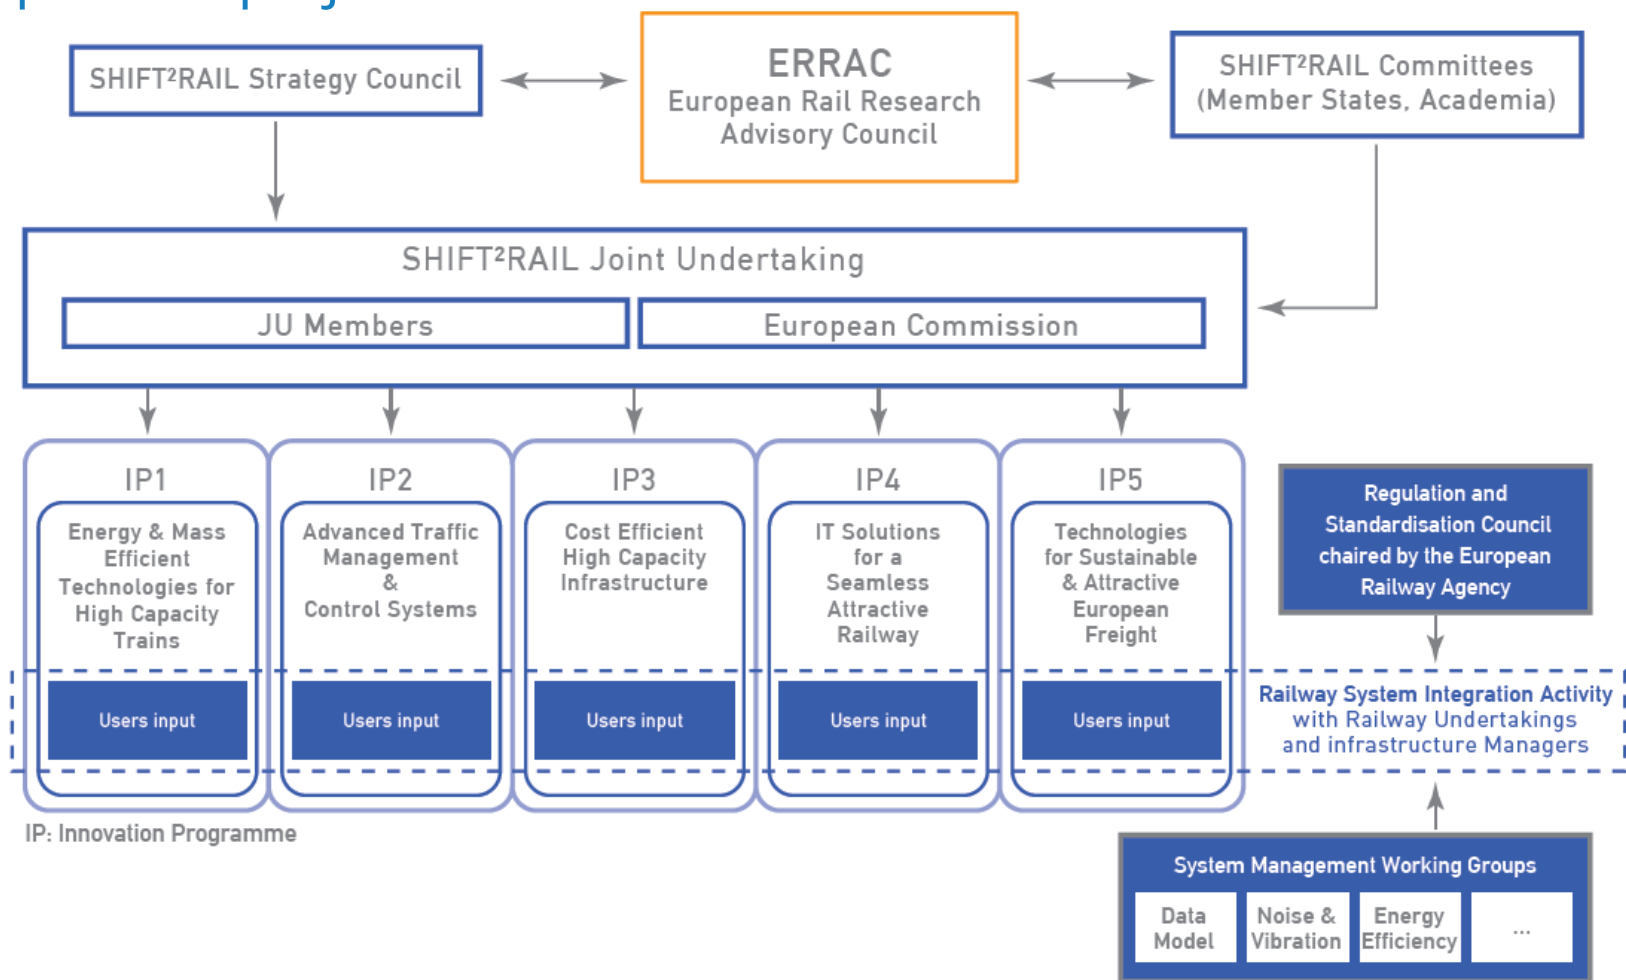 SHIFT²RAIL Strategy Council
ERRAC
European Rail Research
Advisory Council
SHIFT²RAIL Committees
(Member States, Academia)
SHIFT²RAIL Joint Undertaking
JU Members
European Commission
IP1
Energy & Mass
Efficient
Technologies for
High Capacity
Trains
Users input
IP2
Advanced Traffic
Management
&
Control Systems
Users input
IP3
Cost Efficient
High Capacity
Infrastructure
Users input
IP4
IT Solutions
for a
Seamless
Attractive
Railway
Users input
IP5
Technologies
for Sustainable
& Attractive
European
Freight
Users input
Regulation and
Standardisation Council
chaired by the European
Railway Agency
Railway System Integration Activity
with Railway Undertakings
and infrastructure Managers
IP: Innovation Programme
System Management Working Groups
Data
Model
Noise &
Vibration
Energy
Efficiency
...